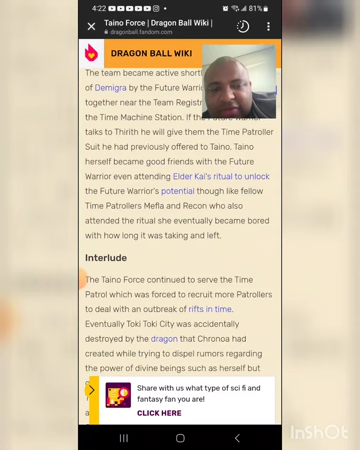 4:22
81%
Taino Force | Dragon Ball Wiki |
dragonball.fandom.com
DRAGON BALL WIKI
The team became active short
of Demigra by the Future Warri
together near the Team Registr
the Time Machine Station. If the Future Warrior
talks to Thirith he will give them the Time Patroller
Suit he had previously offered to Taino. Taino
herself became good friends with the Future
Warrior even attending Elder Kai's ritual to unlock
the Future Warrior's potential though like fellow
Time Patrollers Mefla and Recon who also
attended the ritual she eventually became bored
with how long it was taking and left.
Interlude
The Taino Force continued to serve the Time
Patrol which was forced to recruit more Patrollers
to deal with an outbreak of rifts in time.
Eventually Toki Toki City was accidentally
destroyed by the dragon that Chronoa had
created while trying to dispel rumors regarding
the power of divine beings such as herself but
Share with us what type of sci fi and
fantasy fan you are!
CLICK HERE
InShOt